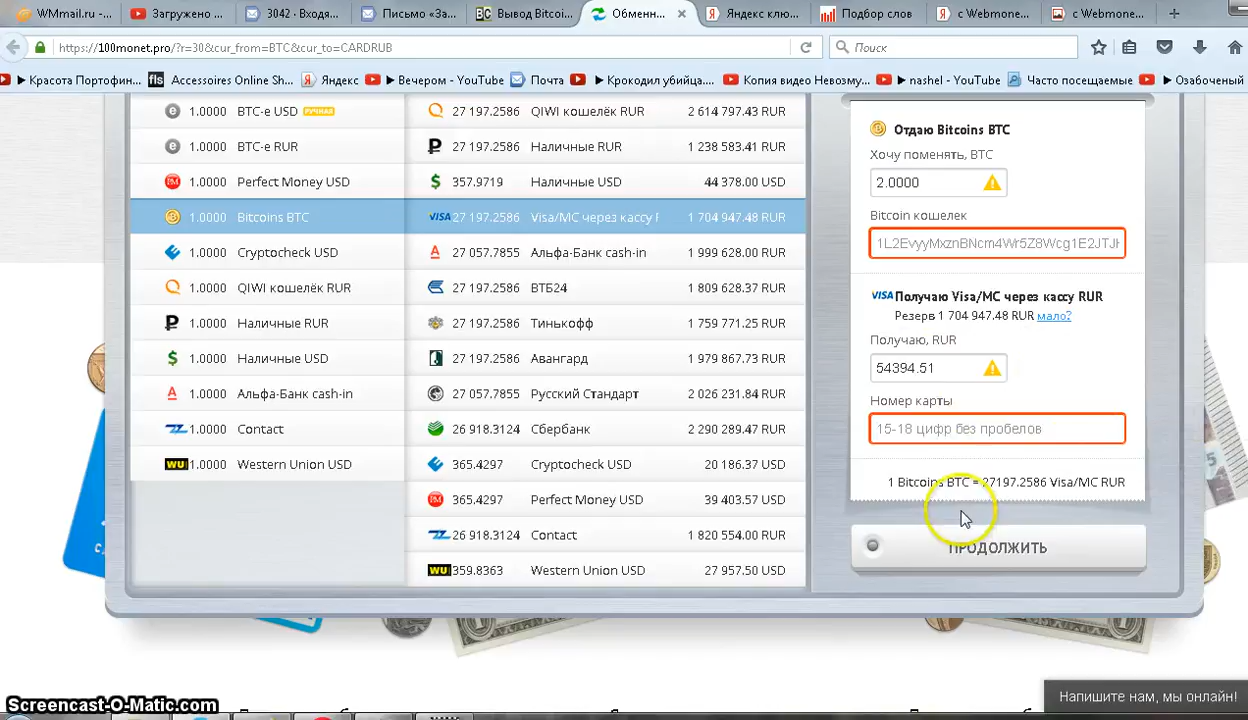 WMmail.ru - ...
Загружено ...
3042 · Входя...
Письмо «За...
Вывод Bitcoi...
Обменн...
Яндекс клю...
Подбор слов
с Webmone...
с Webmone...
https://100monet.pro/?r=30&cur_from=BTC&cur_to=CARDRUB
Поиск
Красота Портофин...
fls Accessoires Online Sh...
Яндекс
Вечером - YouTube
Почта
Крокодил убийца....
Копия видео Невозму...
nashel - YouTube
Часто посещаемые
Озабоченый
1.0000 BTC-e USD РУЧНАЯ
1.0000 BTC-e RUR
1.0000 Perfect Money USD
1.0000 Bitcoins BTC
1.0000 Cryptocheck USD
1.0000 QIWI кошелёк RUR
1.0000 Наличные RUR
1.0000 Наличные USD
1.0000 Альфа-Банк cash-in
1.0000 Contact
WU 1.0000 Western Union USD
27 197.2586 QIWI кошелёк RUR 2 614 797.43 RUR
27 197.2586 Наличные RUR 1 238 583.41 RUR
357.9719 Наличные USD 44 378.00 USD
VISA 27 197.2586 Visa/MC через кассу 1 704 947.48 RUR
27 197.2586 Альфа-Банк cash-in 1 999 628.00 RUR
27 197.2586 ВТБ24 1 809 628.37 RUR
27 197.2586 Тинькофф 1 759 771.25 RUR
27 197.2586 Авангард 1 979 867.73 RUR
27 057.7855 Русский Стандарт 2 026 231.84 RUR
26 918.3124 Сбербанк 2 290 289.47 RUR
365.4297 Cryptocheck USD 20 186.37 USD
365.4297 Perfect Money USD 39 403.57 USD
26 918.3124 Contact 1 820 554.00 RUR
WU 359.8363 Western Union USD 27 957.50 USD
Отдаю Bitcoins BTC
Хочу поменять, BTC
2.0000
Bitcoin кошелек
1L2EvyyMxznBNcm4Wr5Z8Wcg1E2JTJH
VISA Получаю Visa/MC через кассу RUR
Резерв 1 704 947.48 RUR мало?
Получаю, RUR
54394.51
Номер карты
15-18 цифр без пробелов
1 Bitcoins BTC = 27197.2586 Visa/MC RUR
ПРОДОЛЖИТЬ
Напишите нам, мы онлайн!
Screencast-O-Matic.com